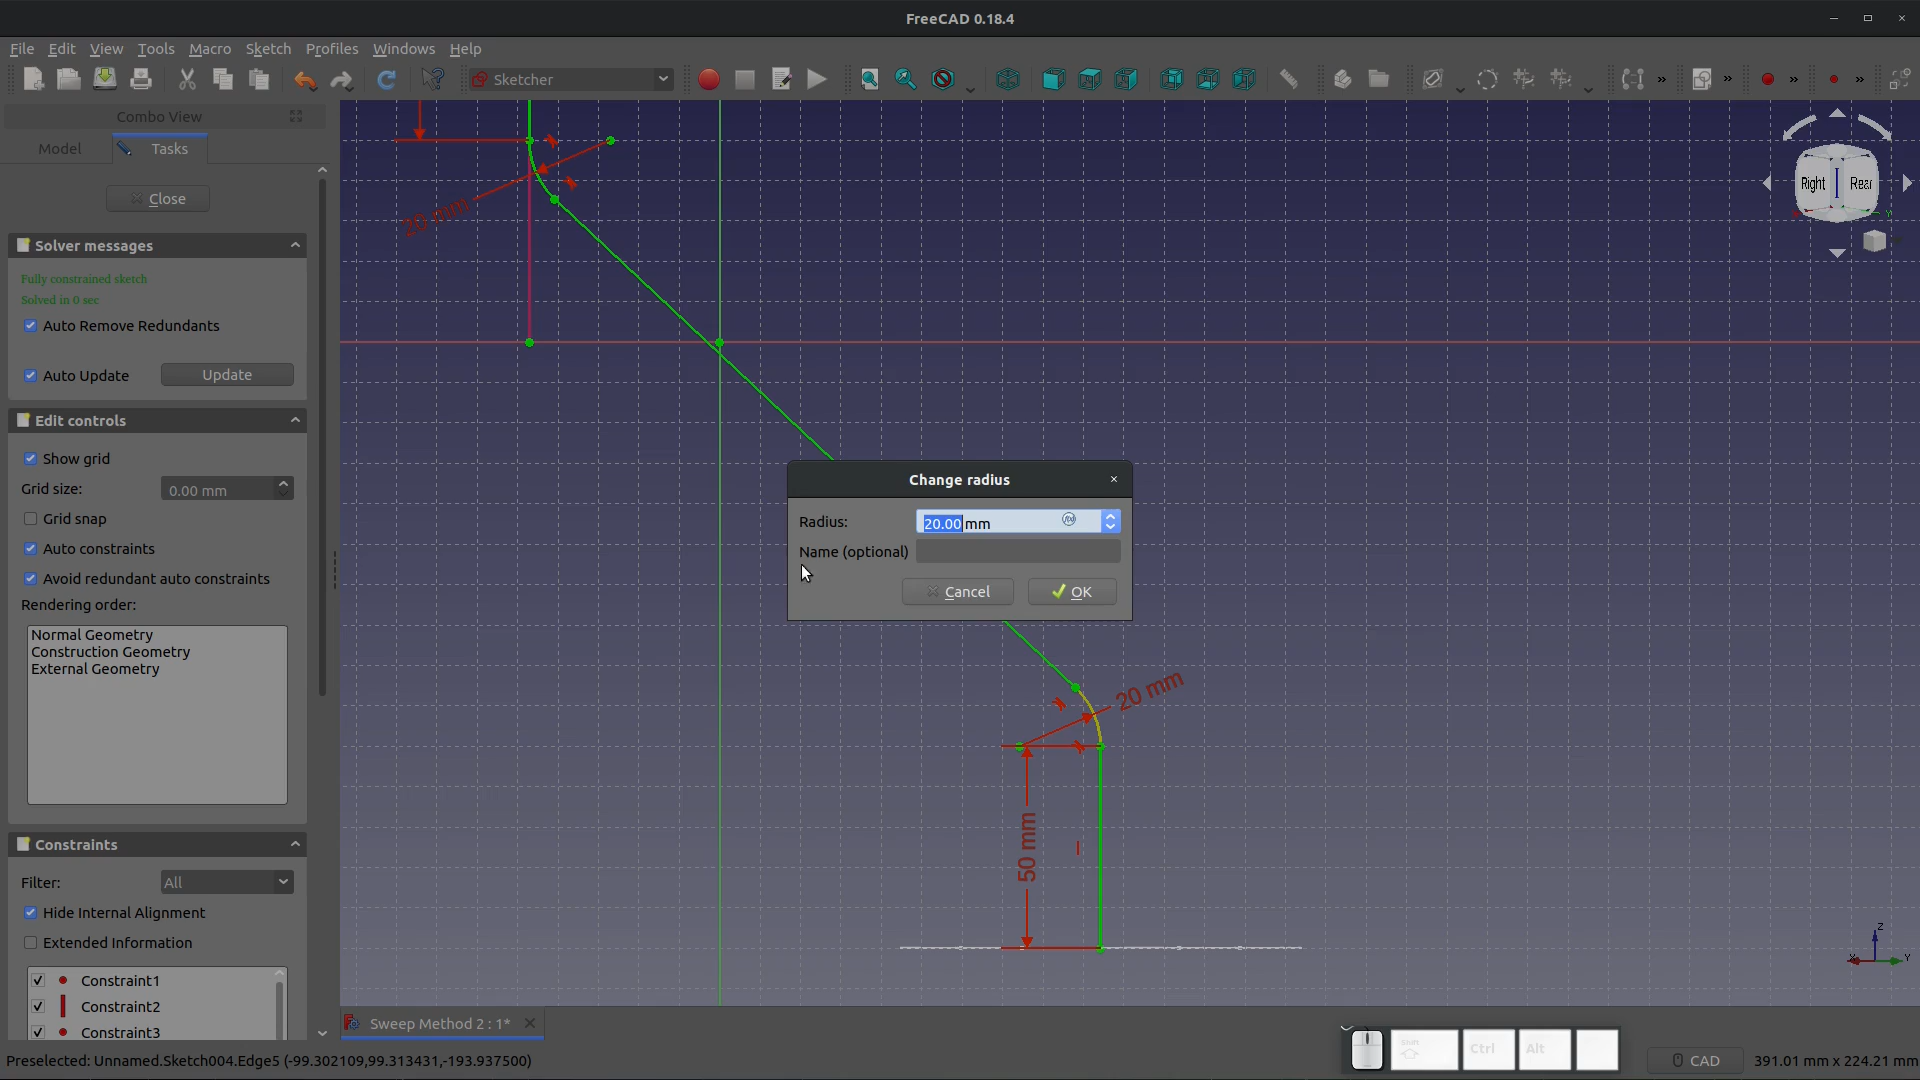 FreeCAD 0.18.4
File Edit View Tools Macro Sketch Profiles Windows Help
Sketcher
Combo View
Model Tasks
Close
Solver messages
Fully constrained sketch
Solved in 0 sec
Auto Remove Redundants
Auto Update Update
Edit controls
Show grid
Grid size: 0.00 mm
Grid snap
Auto constraints
Avoid redundant auto constraints
Rendering order:
Normal Geometry
Construction Geometry
External Geometry
Constraints
Filter: All
Hide Internal Alignment
Extended Information
Constraint1
Constraint2
Constraint3
20 mm
Right Rear
Y
Change radius
Radius: 20.00 mm
Name (optional)
Cancel OK
20 mm
50 mm
Z
X Y
Sweep Method 2 : 1*
Shift Ctrl Alt
Preselected: Unnamed.Sketch004.Edge5 (-99.302109,99.313431,-193.937500)
CAD 391.01 mm x 224.21 mm